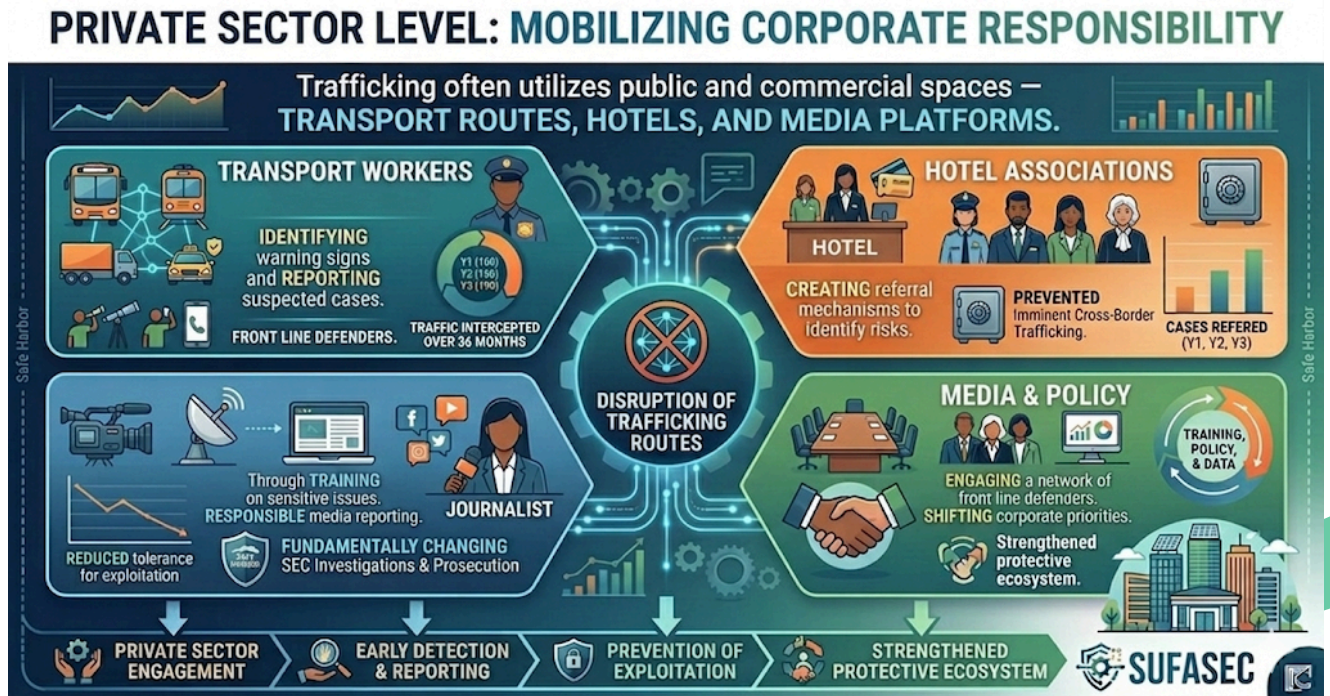 PRIVATE SECTOR LEVEL: MOBILIZING CORPORATE RESPONSIBILITY
Trafficking often utilizes public and commercial spaces —
TRANSPORT ROUTES, HOTELS, AND MEDIA PLATFORMS.
Safe Harbor
TRANSPORT WORKERS
IDENTIFYING
warning signs
and REPORTING
suspected cases.
FRONT LINE DEFENDERS.
Y1 (160)
Y2 (156)
Y3 (190)
TRAFFIC INTERCEPTED
OVER 36 MONTHS
HOTEL ASSOCIATIONS
HOTEL
CREATING referral
mechanisms to
identify risks.
PREVENTED
Imminent Cross-Border
Trafficking.
CASES REFERED
(Y1, Y2, Y3)
Safe Harbor
DISRUPTION OF
TRAFFICKING
ROUTES
Through TRAINING
on sensitive issues.
RESPONSIBLE media reporting.
JOURNALIST
REDUCED tolerance
for exploitation
FUNDAMENTALLY CHANGING
SEC Investigations & Prosecution
MEDIA & POLICY
ENGAGING a network of
front line defenders.
SHIFTING corporate priorities.
Strengthened
protective
ecosystem.
TRAINING,
POLICY,
& DATA
PRIVATE SECTOR
ENGAGEMENT
EARLY DETECTION
& REPORTING
PREVENTION OF
EXPLOITATION
STRENGTHENED
PROTECTIVE ECOSYSTEM
SUFASEC